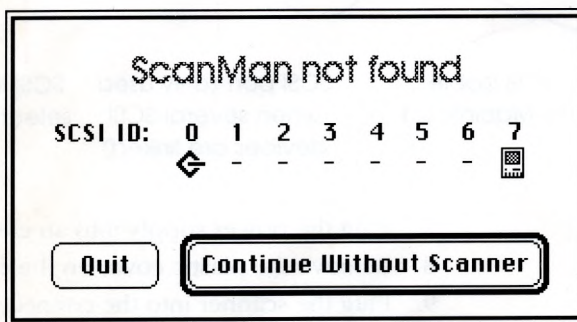 ScanMan not found
SCSI ID: 0 1 2 3 4 5 6 7
- - - - - -
Quit
Continue Without Scanner